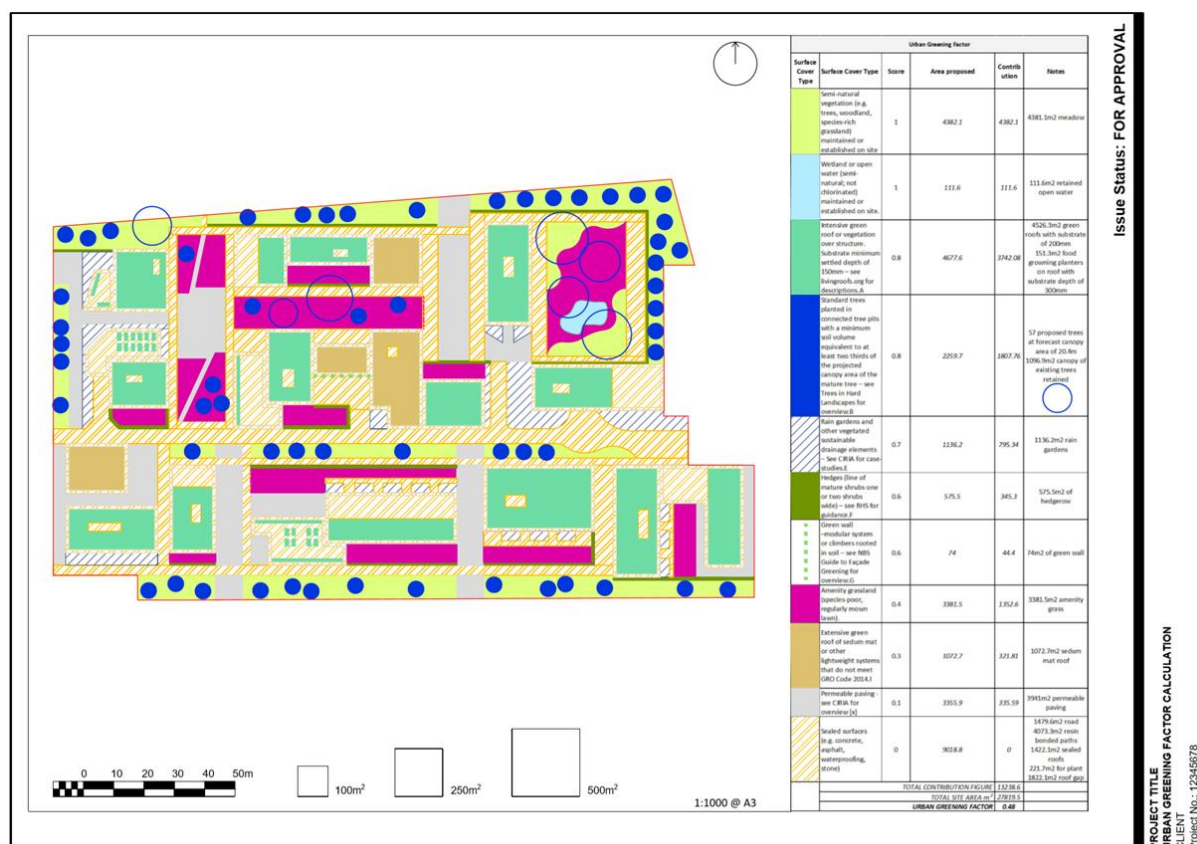 Urban Greening Factor
Surface
Cover
Type
Surface Cover Type
Score
Area proposed
Contrib
ution
Notes
Semi-natural
vegetation (e.g.
trees, woodland,
species-rich
grassland)
maintained or
established on site
1
4382.1
4382.1
4381.1m2 meadow
Wetland or open
water (semi-
natural; not
chlorinated)
maintained or
established on site.
1
111.6
111.6
111.6m2 retained
open water
Intensive green
roof or vegetation
over structure.
Substrate minimum
settled depth of
150mm – see
livingroofs.org for
descriptions.A
0.8
4677.6
3742.08
4526.3m2 green
roofs with substrate
of 200mm
151.3m2 food
growning planters
on roof with
substrate depth of
300mm
Standard trees
planted in
connected tree pits
with a minimum
soil volume
equivalent to at
least two thirds of
the projected
canopy area of the
mature tree – see
Trees in Hard
Landscapes for
overview.B
0.8
2259.7
1807.76
57 proposed trees
at forecast canopy
area of 20.4m
1096.9m2 canopy of
existing trees
retained
Rain gardens and
other vegetated
sustainable
drainage elements
– See CIRIA for case-
studies.E
0.7
1136.2
795.34
1136.2m2 rain
gardens
Hedges (line of
mature shrubs one
or two shrubs
wide) – see RHS for
guidance.F
0.6
575.5
345.3
575.5m2 of
hedgerow
Green wall
–modular system
or climbers rooted
in soil – see NBS
Guide to Façade
Greening for
overview.G
0.6
74
44.4
74m2 of green wall
Amenity grassland
(species-poor,
regularly mown
lawn).
0.4
3381.5
1352.6
3381.5m2 amenity
grass
Extensive green
roof of sedum mat
or other
lightweight systems
that do not meet
GRO Code 2014.I
0.3
1072.7
321.81
1072.7m2 sedum
mat roof
Permeable paving -
see CIRIA for
overview [x]
0.1
3355.9
335.59
3941m2 permeable
paving
Sealed surfaces
(e.g. concrete,
asphalt,
waterproofing,
stone)
0
9018.8
0
1479.6m2 road
4073.3m2 resin
bonded paths
1422.1m2 sealed
roofs
221.7m2 for plant
1822.1m2 roof gap
TOTAL CONTRIBUTION FIGURE 13238.6
TOTAL SITE AREA m² 27819.5
URBAN GREENING FACTOR 0.48
0 10 20 30 40 50m
100m²
250m²
500m²
1:1000 @ A3
Issue Status: FOR APPROVAL
PROJECT TITLE
URBAN GREENING FACTOR CALCULATION
CLIENT
Project No.: 12345678